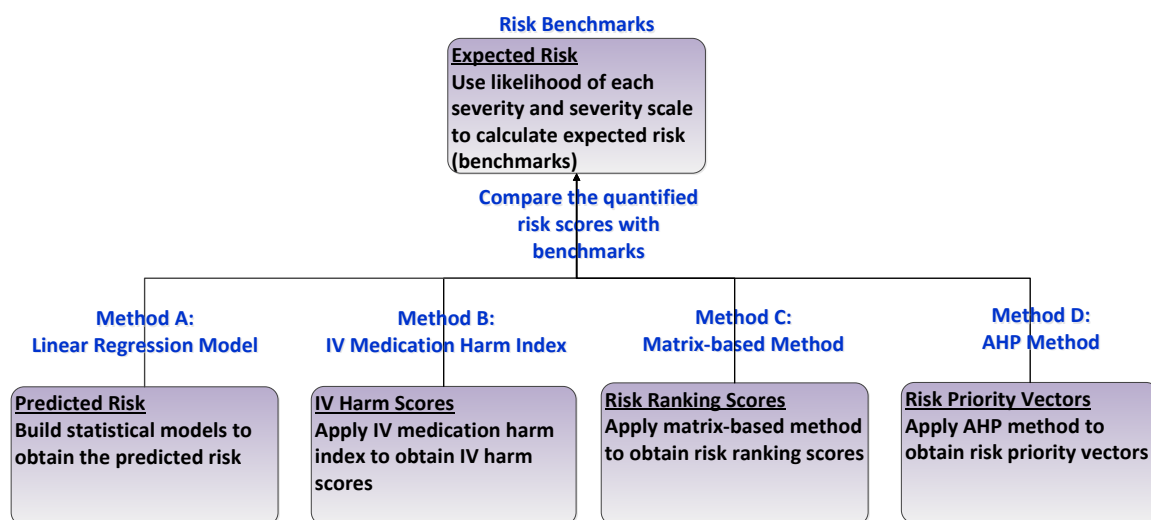 Risk Benchmarks
Expected Risk
Use likelihood of each
severity and severity scale
to calculate expected risk
(benchmarks)
Compare the quantified
risk scores with
benchmarks
Method A:
Linear Regression Model
Method B:
IV Medication Harm Index
Method C:
Matrix-based Method
Method D:
AHP Method
Predicted Risk
Build statistical models to
obtain the predicted risk
IV Harm Scores
Apply IV medication harm
index to obtain IV harm
scores
Risk Ranking Scores
Apply matrix-based method
to obtain risk ranking scores
Risk Priority Vectors
Apply AHP method to
obtain risk priority vectors